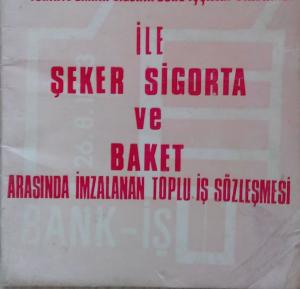 İLE
ŞEKER SİGORTA
ve
BAKET
ARASINDA İMZALANAN TOPLU İŞ SÖZLEŞMESİ
BANK-İŞ